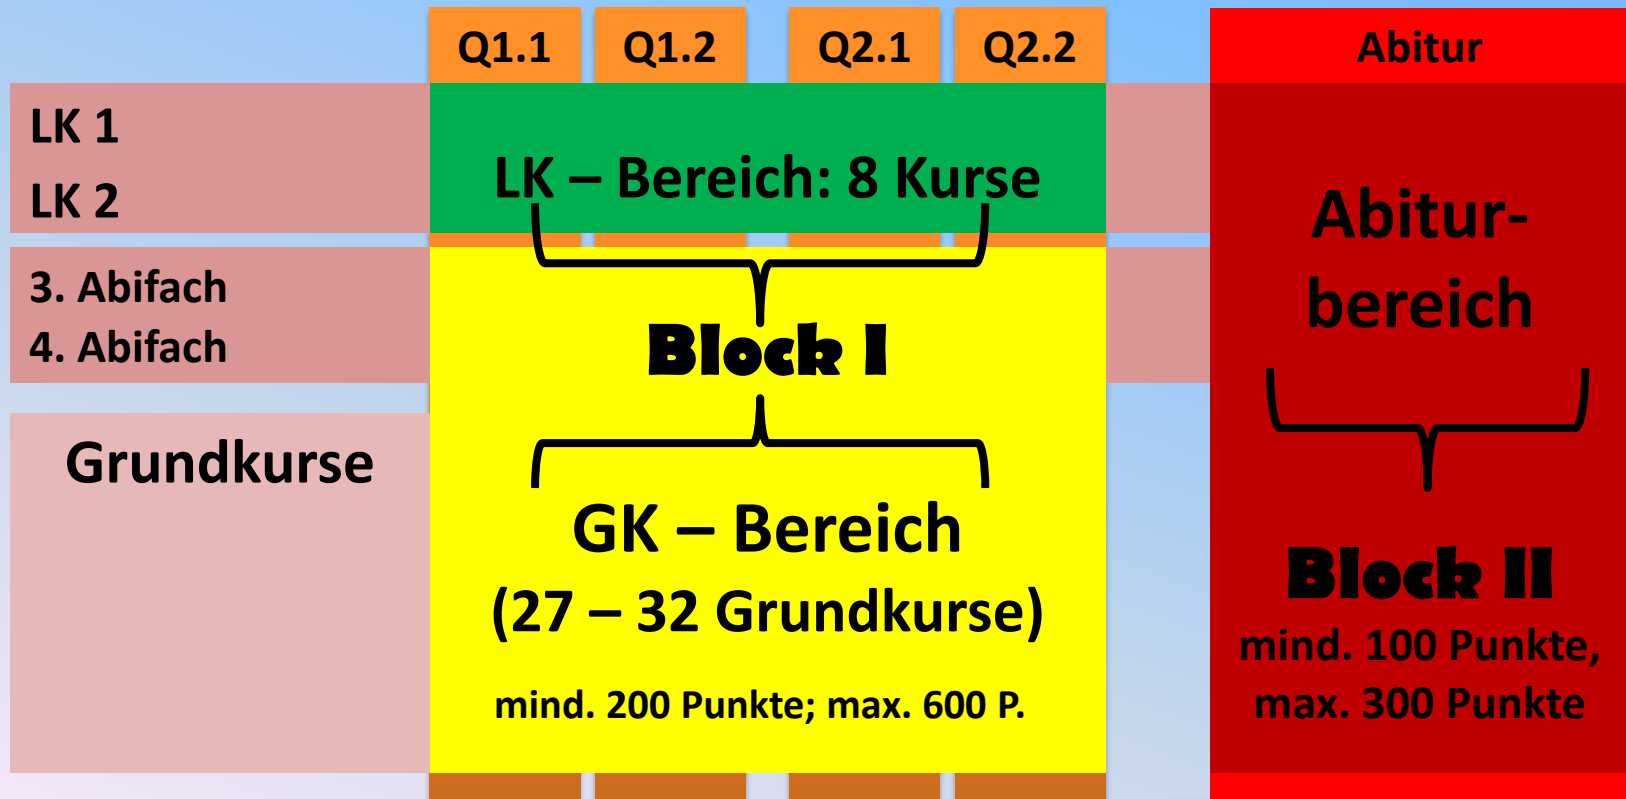 Q1.1 Q1.2 Q2.1 Q2.2 Abitur
LK 1
LK 2
LK – Bereich: 8 Kurse
3. Abifach
4. Abifach
Block I
Grundkurse
GK – Bereich
(27 – 32 Grundkurse)
mind. 200 Punkte; max. 600 P.
Abitur-
bereich
Block II
mind. 100 Punkte,
max. 300 Punkte